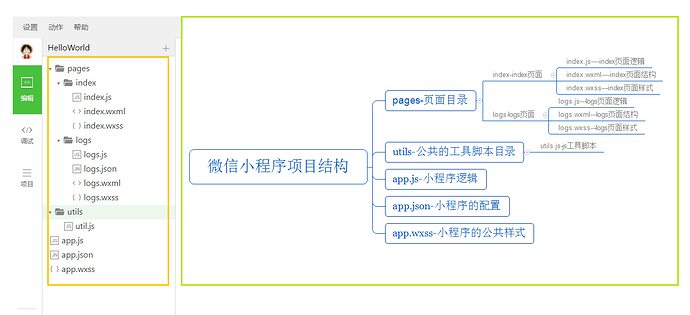 设置 动作 帮助
HelloWorld
编辑
调试
项目
pages
index
index.js
index.wxml
index.wxss
logs
logs.js
logs.json
logs.wxml
logs.wxss
utils
util.js
app.js
app.json
app.wxss
微信小程序项目结构
pages-页面目录
index-index页面
index.js----index页面逻辑
index.wxml----index页面结构
index.wxss---index页面样式
logs-logs页面
logs.js--logs页面逻辑
logs.wxml--logs页面结构
logs.wxss--logs页面样式
utils-公共的工具脚本目录
utils js-js工具脚本
app.js-小程序逻辑
app.json-小程序的配置
app.wxss-小程序的公共样式